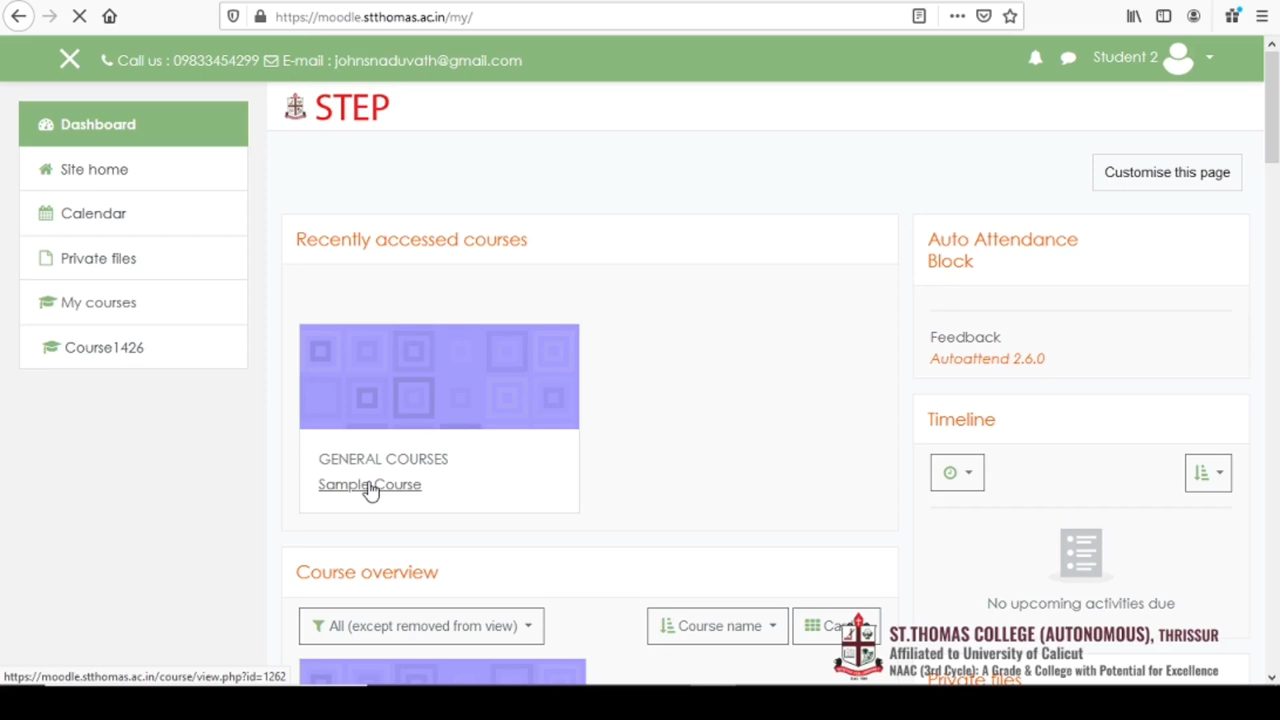 https://moodle.stthomas.ac.in/my/
Call us : 09833454299 E-mail : johnsnaduvath@gmail.com
Student 2
STEP
Dashboard
Site home
Calendar
Private files
My courses
Course1426
Customise this page
Recently accessed courses
GENERAL COURSES
Sample Course
Course overview
All (except removed from view)
Course name
Ca
Auto Attendance
Block
Feedback
Autoattend 2.6.0
Timeline
No upcoming activities due
Private files
ST.THOMAS COLLEGE (AUTONOMOUS), THRISSUR
Affiliated to University of Calicut
NAAC (3rd Cycle): A Grade & College with Potential for Excellence
https://moodle.stthomas.ac.in/course/view.php?id=1262